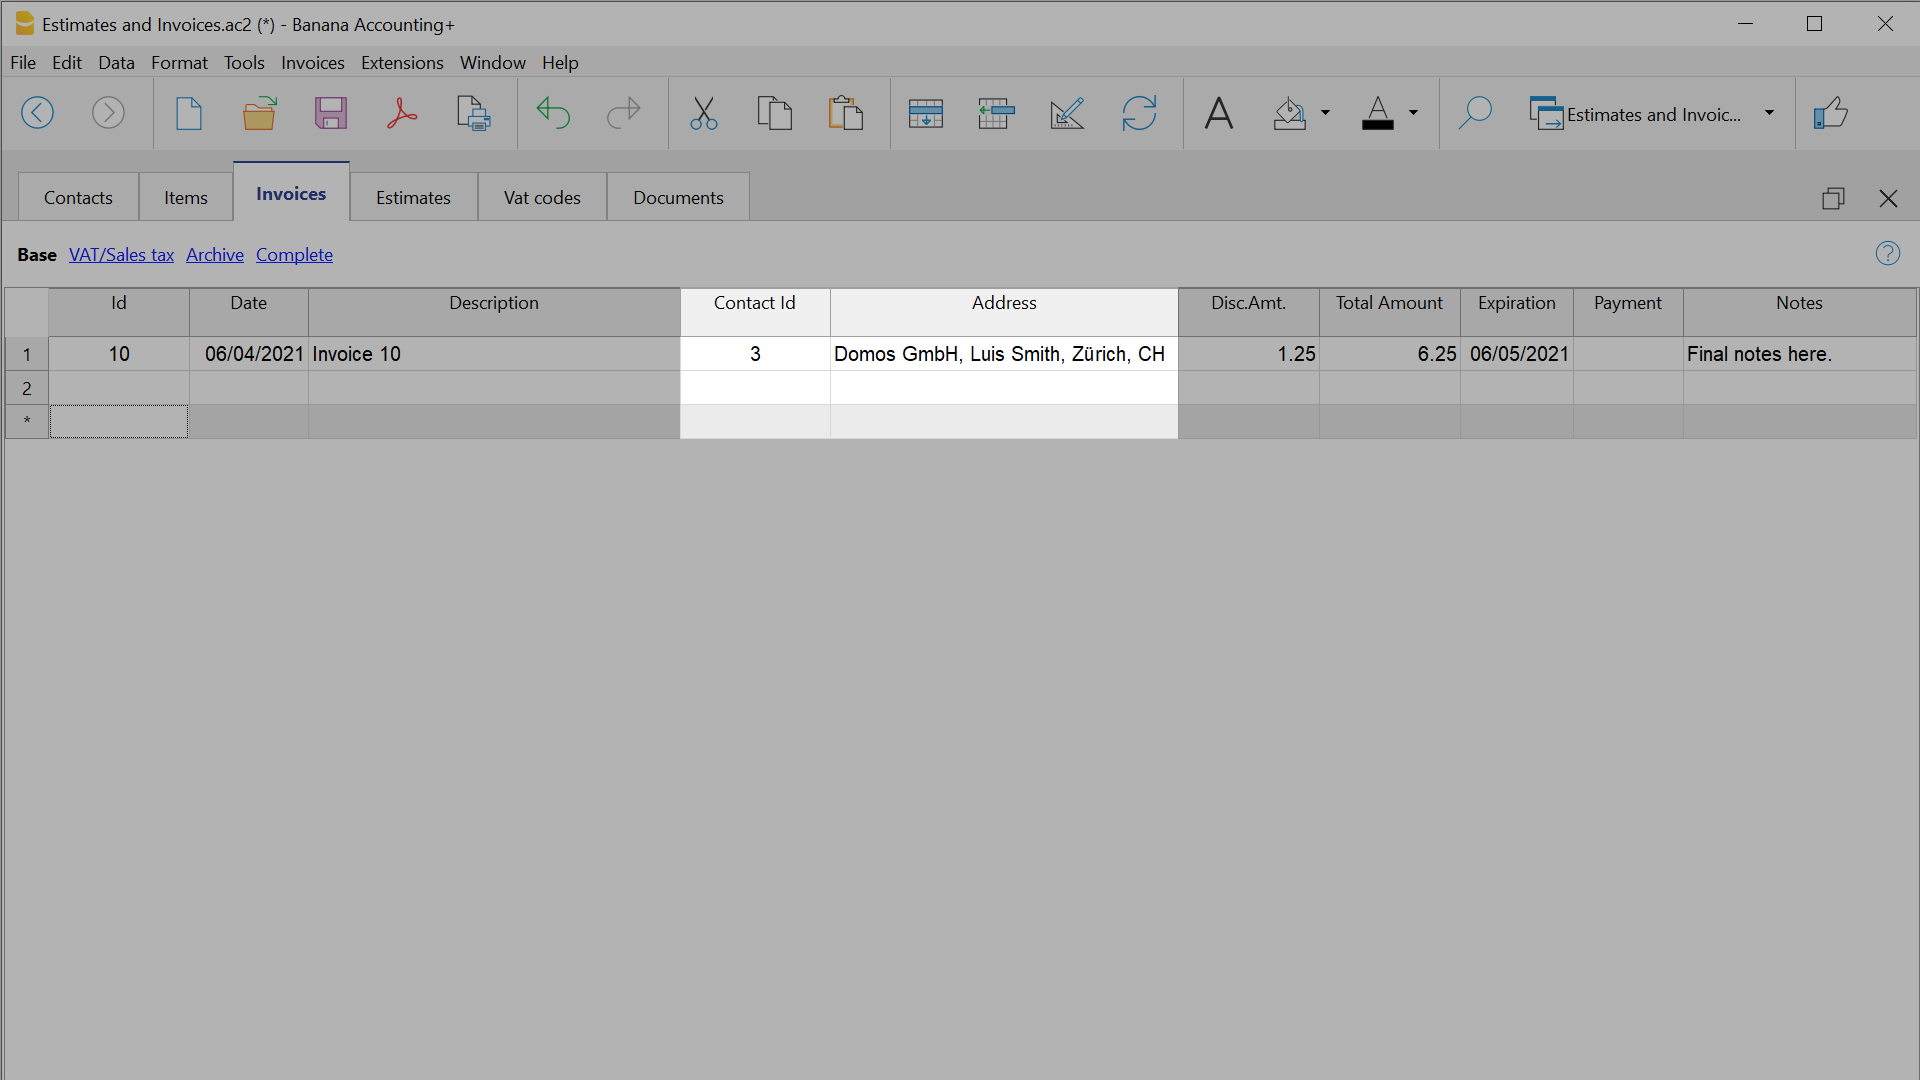 Estimates and Invoices.ac2 (*) - Banana Accounting+
File Edit Data Format Tools Invoices Extensions Window Help
A A Estimates and Invoic...
Contacts Items Invoices Estimates Vat codes Documents
Base VAT/Sales tax Archive Complete ?
Id Date Description Contact Id Address Disc.Amt. Total Amount Expiration Payment Notes
1 10 06/04/2021 Invoice 10 3 Domos GmbH, Luis Smith, Zürich, CH 1.25 6.25 06/05/2021 Final notes here.
2
*